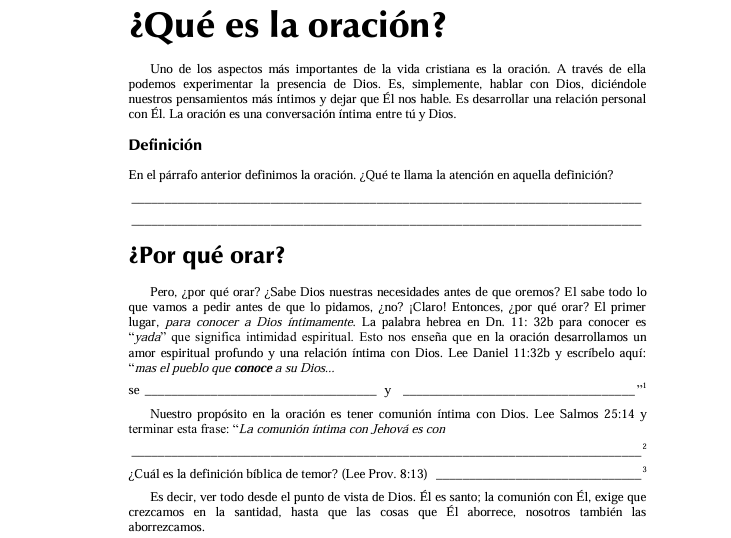 ¿Qué es la oración?
Uno de los aspectos más importantes de la vida cristiana es la oración. A través de ella
podemos experimentar la presencia de Dios. Es, simplemente, hablar con Dios, diciéndole
nuestros pensamientos más íntimos y dejar que Él nos hable. Es desarrollar una relación personal
con Él. La oración es una conversación íntima entre tú y Dios.
Definición
En el párrafo anterior definimos la oración. ¿Qué te llama la atención en aquella definición?
¿Por qué orar?
Pero, ¿por qué orar? ¿Sabe Dios nuestras necesidades antes de que oremos? El sabe todo lo
que vamos a pedir antes de que lo pidamos, ¿no? ¡Claro! Entonces, ¿por qué orar? El primer
lugar, para conocer a Dios íntimamente. La palabra hebrea en Dn. 11: 32b para conocer es
“yada” que significa intimidad espiritual. Esto nos enseña que en la oración desarrollamos un
amor espiritual profundo y una relación íntima con Dios. Lee Daniel 11:32b y escríbelo aquí:
“mas el pueblo que conoce a su Dios...
se ______________________ y ______________________ ”1
Nuestro propósito en la oración es tener comunión íntima con Dios. Lee Salmos 25:14 y
terminar esta frase: “La comunión íntima con Jehová es con
______________________ 2
¿Cuál es la definición bíblica de temor? (Lee Prov. 8:13) ______________________ 3
Es decir, ver todo desde el punto de vista de Dios. Él es santo; la comunión con Él, exige que
crezcamos en la santidad, hasta que las cosas que Él aborrece, nosotros también las
aborrezcamos.